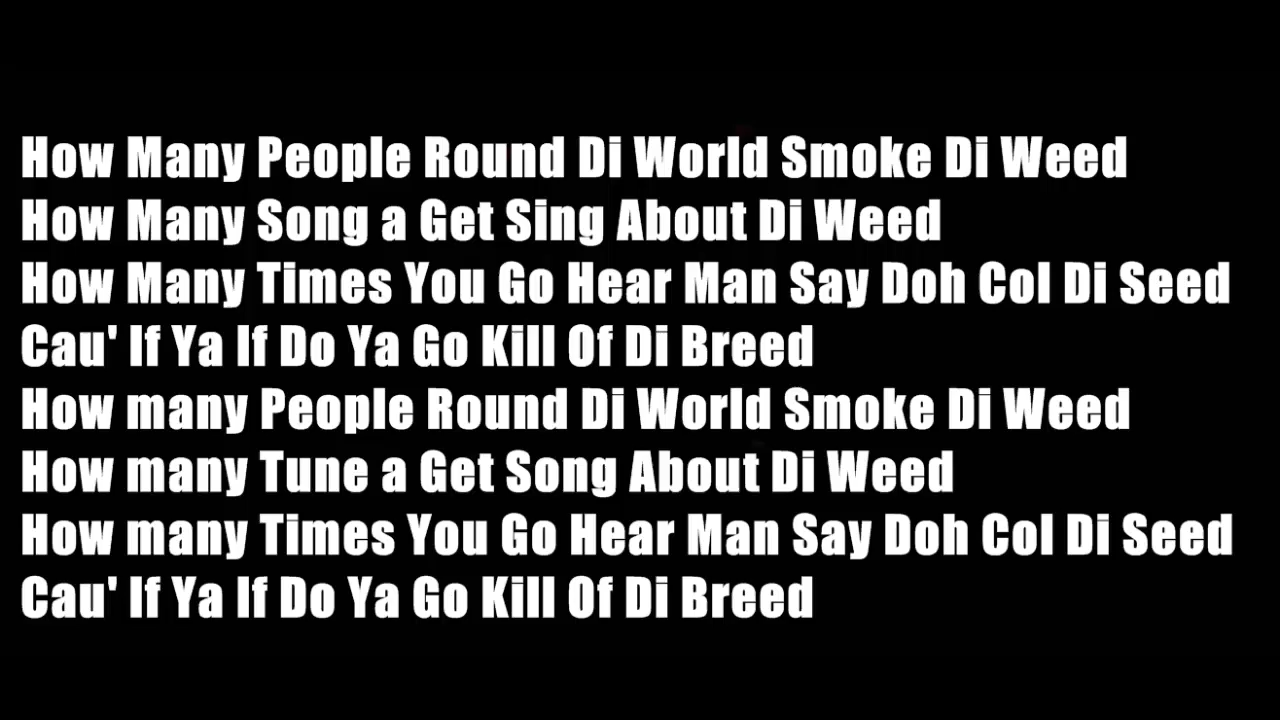 How Many People Round Di World Smoke Di Weed
How Many Song a Get Sing About Di Weed
How Many Times You Go Hear Man Say Doh Col Di Seed
Cau' If Ya If Do Ya Go Kill Of Di Breed
How many People Round Di World Smoke Di Weed
How many Tune a Get Song About Di Weed
How many Times You Go Hear Man Say Doh Col Di Seed
Cau' If Ya If Do Ya Go Kill Of Di Breed